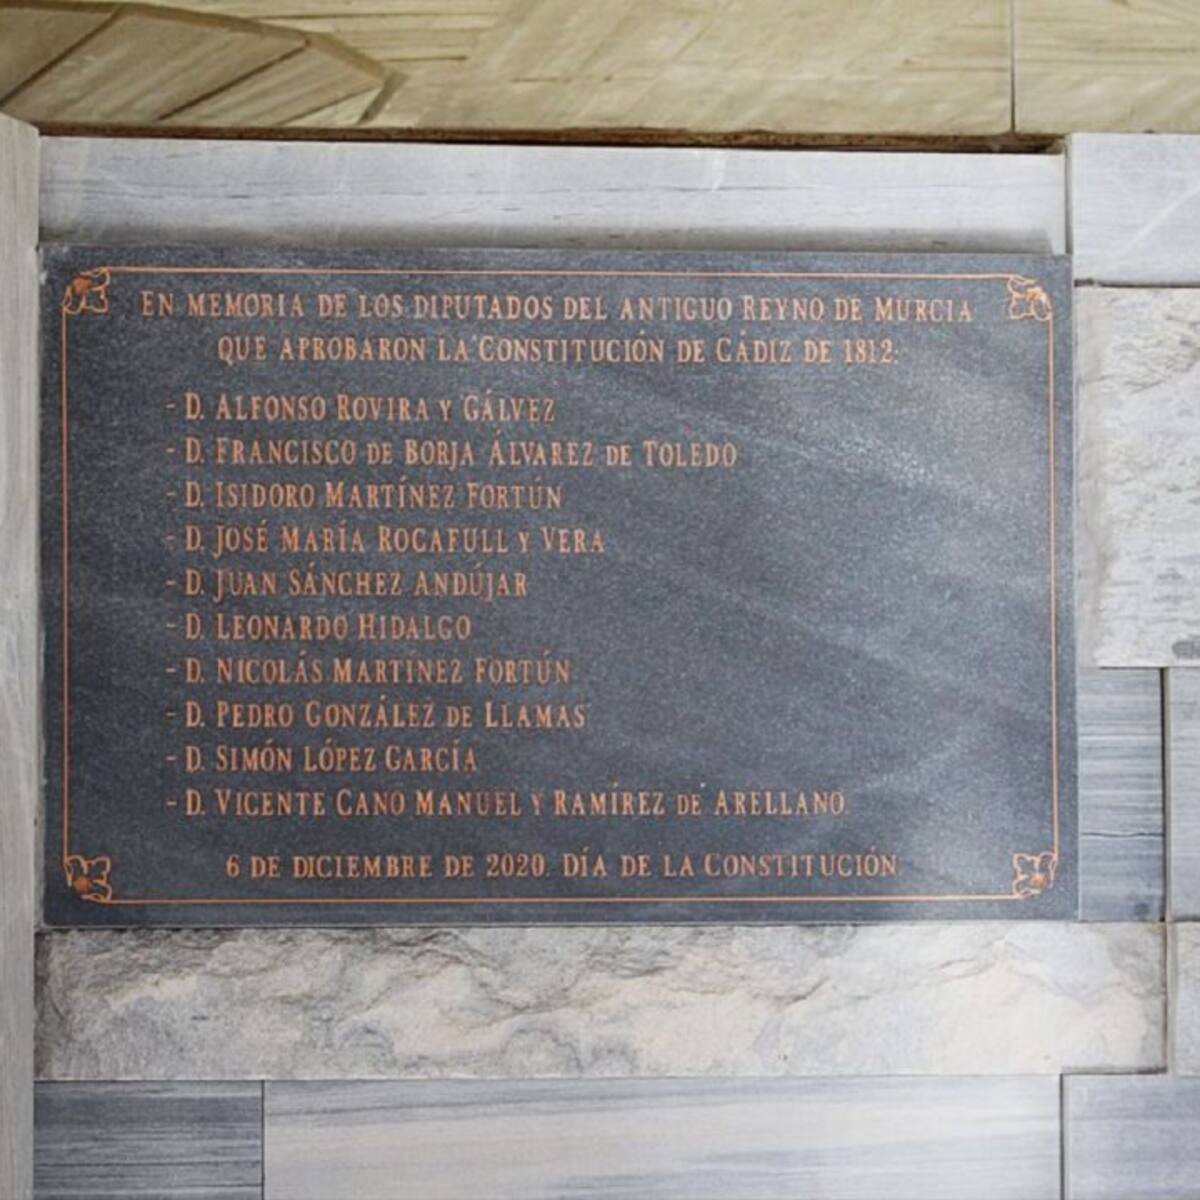 EN MEMORIA DE LOS DIPUTADOS DEL ANTIGUO REYNO DE MURCIA
QUE APROBARON LA CONSTITUCIÓN DE CÁDIZ DE 1812:
- D. ALFONSO ROVIRA Y GÁLVEZ
- D. FRANCISCO DE BORJA ÁLVAREZ DE TOLEDO
- D. ISIDORO MARTÍNEZ FORTÚN
- D. JOSÉ MARÍA ROCAFULL Y VERA
- D. JUAN SÁNCHEZ ANDÚJAR
- D. LEONARDO HIDALGO
- D. NICOLÁS MARTÍNEZ FORTÚN
- D. PEDRO GONZÁLEZ DE LLAMAS
- D. SIMÓN LÓPEZ GARCÍA
- D. VICENTE CANO MANUEL Y RAMÍREZ DE ARELLANO
6 DE DICIEMBRE DE 2020. DÍA DE LA CONSTITUCIÓN.